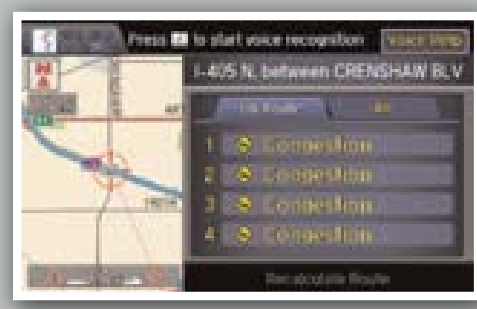 Press to start voice recognition
Voice Help
I-405 N, between CRENSHAW BLV
On Route
All
1 Congestion
2 Congestion
3 Congestion
4 Congestion
Recalculate Route